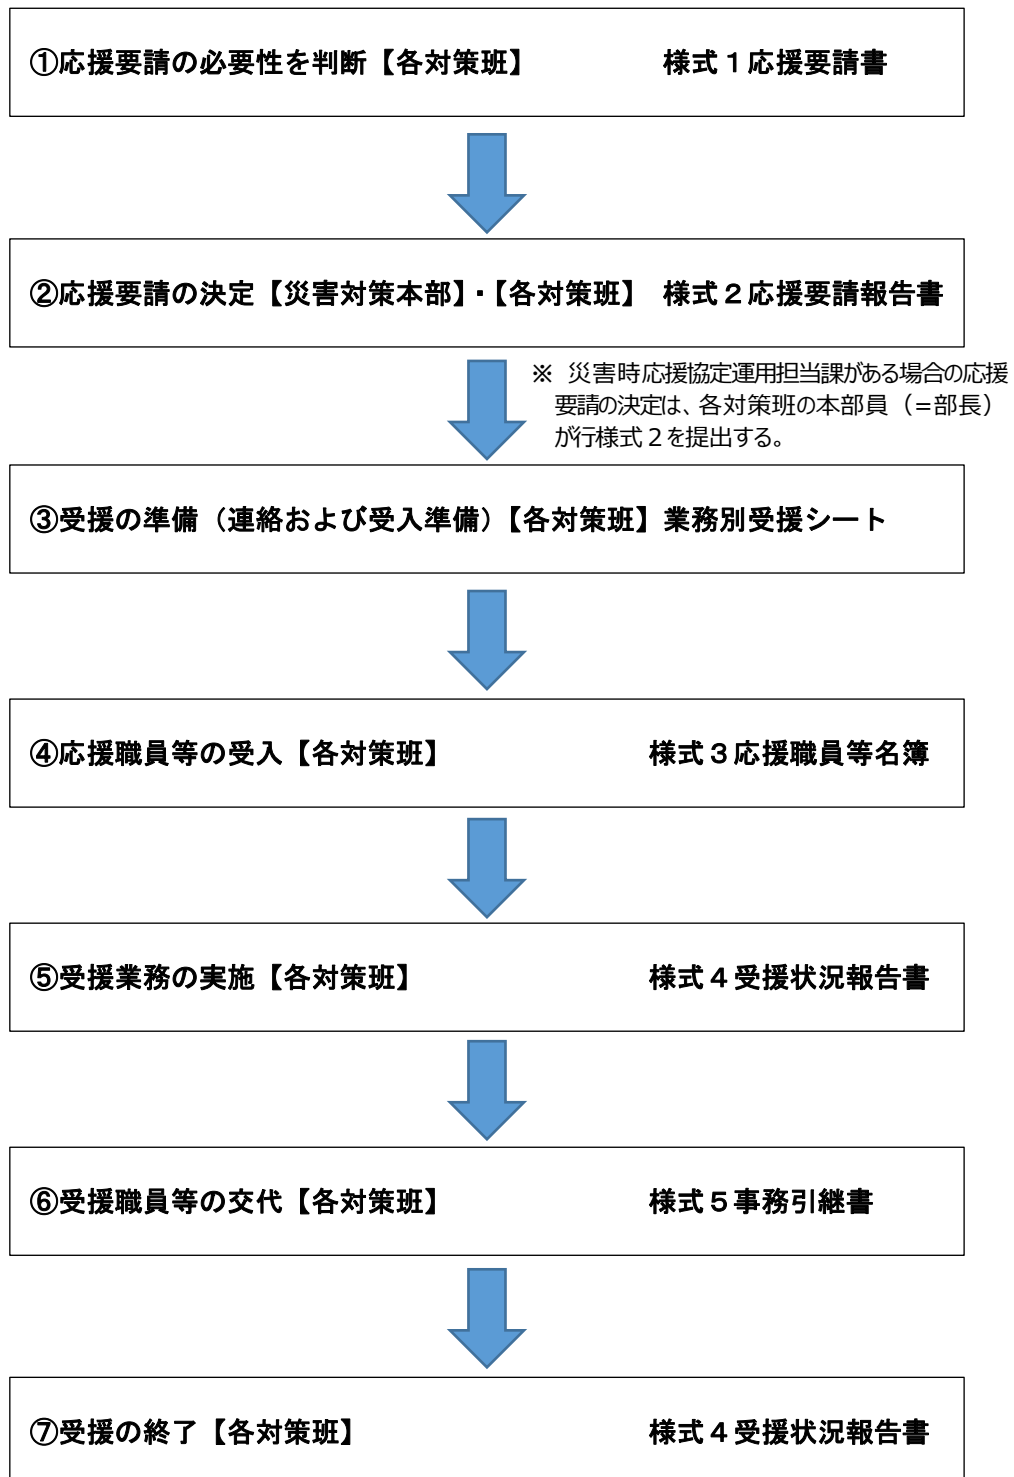 ①応援要請の必要性を判断【各対策班】 様式１応援要請書
②応援要請の決定【災害対策本部】・【各対策班】 様式２応援要請報告書
※ 災害時応援協定運用担当課がある場合の応援
要請の決定は、各対策班の本部員（=部長）
が行様式２を提出する。
③受援の準備（連絡および受入準備）【各対策班】業務別受援シート
④応援職員等の受入【各対策班】 様式３応援職員等名簿
⑤受援業務の実施【各対策班】 様式４受援状況報告書
⑥受援職員等の交代【各対策班】 様式５事務引継書
⑦受援の終了【各対策班】 様式４受援状況報告書